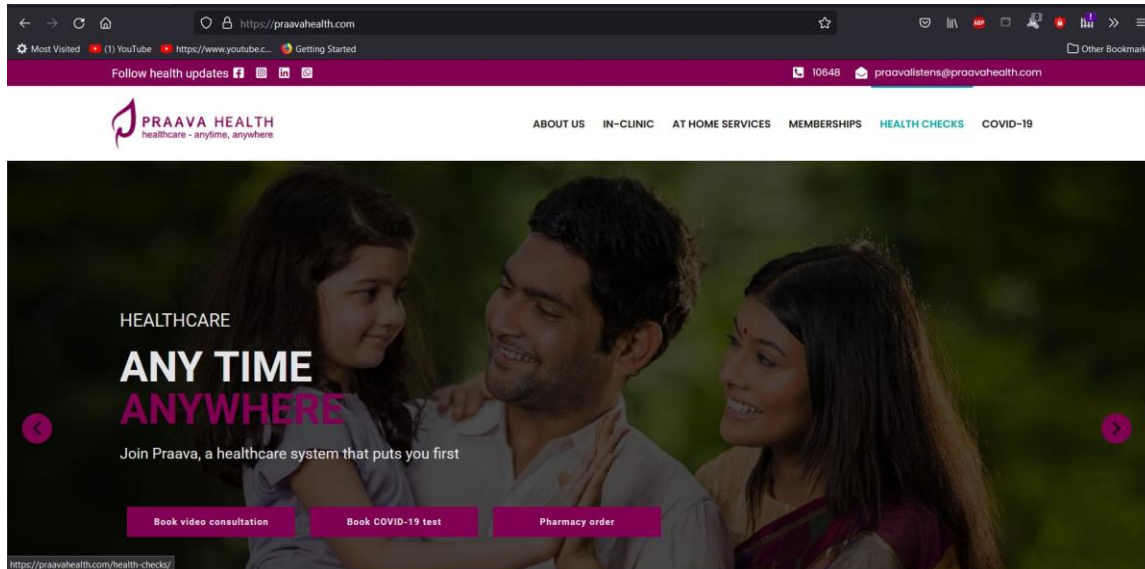 https://praavahealth.com
Most Visited (1) YouTube https://www.youtube.c... Getting Started Other Bookmark
Follow health updates 10648 praavalistens@praavahealth.com
PRAAVA HEALTH
healthcare - anytime, anywhere
ABOUT US IN-CLINIC AT HOME SERVICES MEMBERSHIPS HEALTH CHECKS COVID-19
HEALTHCARE
ANY TIME
ANYWHERE
Join Praava, a healthcare system that puts you first
Book video consultation Book COVID-19 test Pharmacy order
https://praavahealth.com/health-checks/